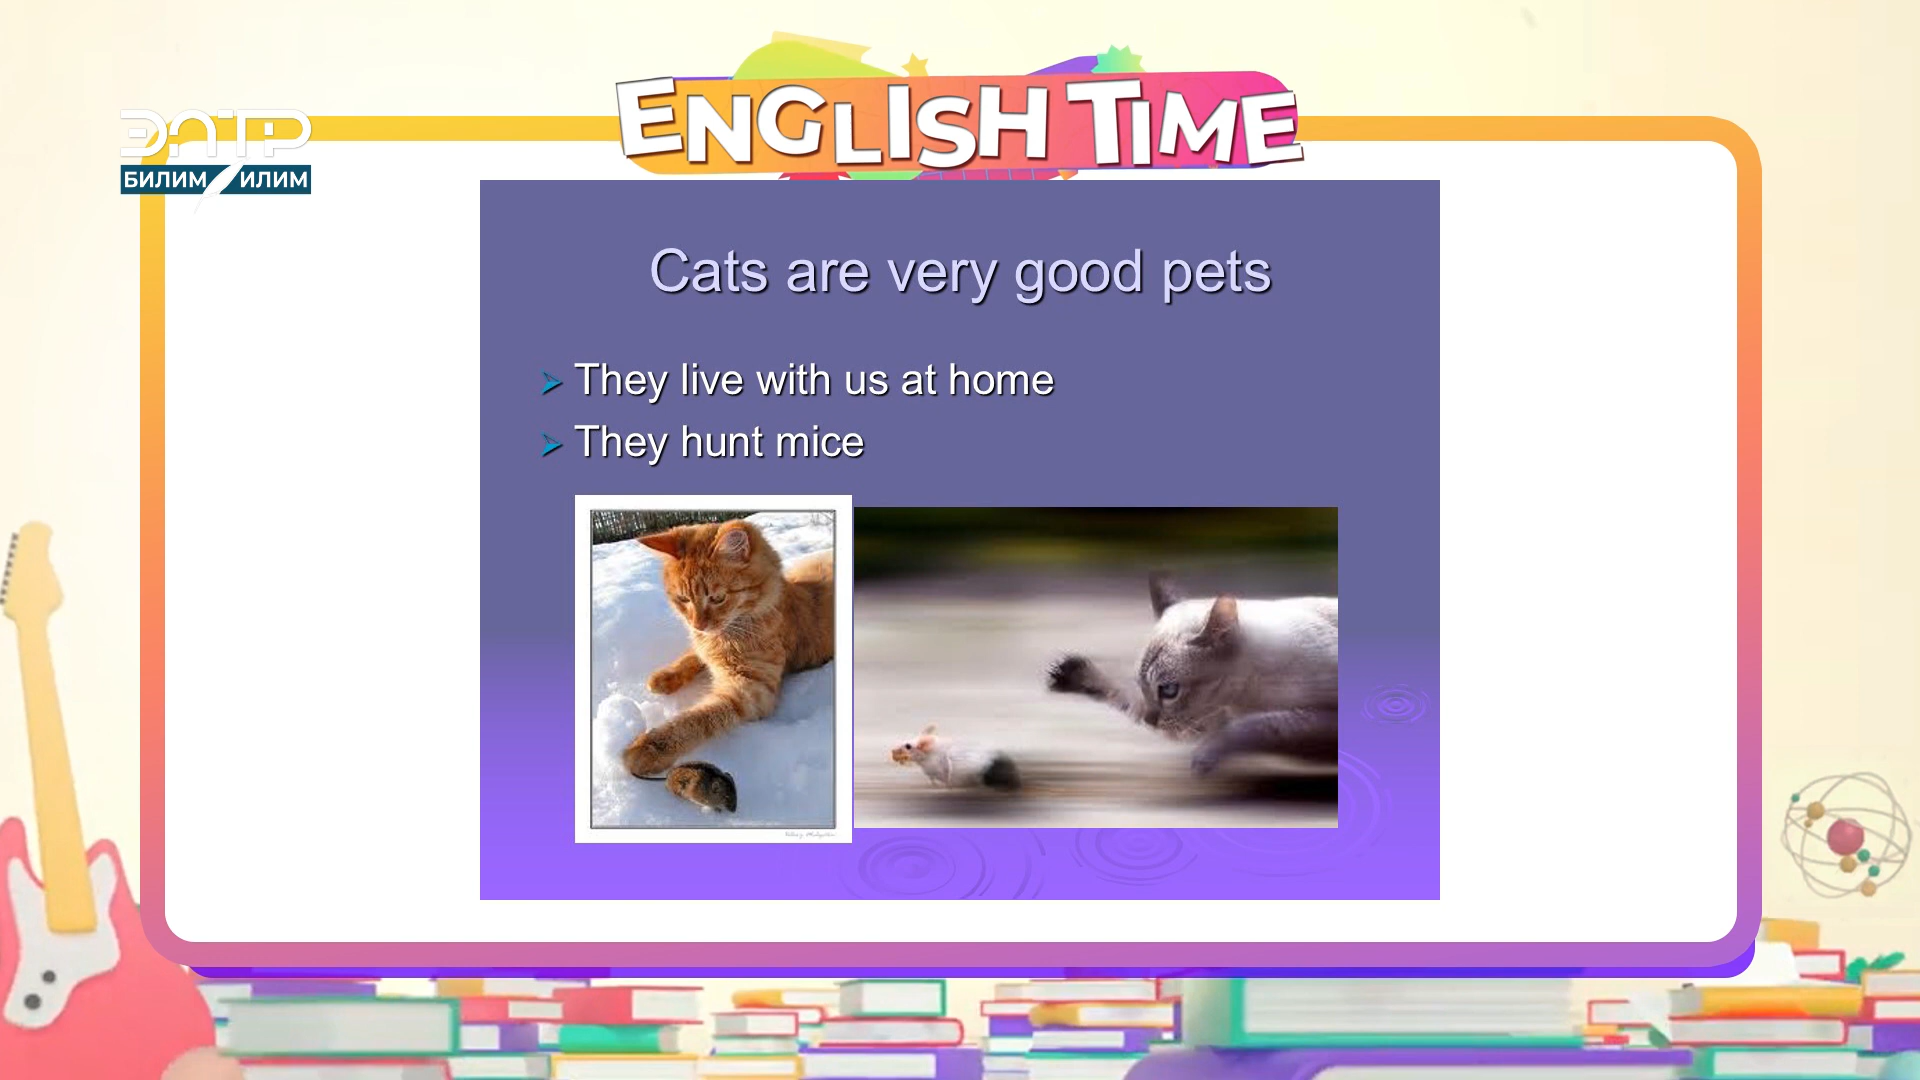 ENGLISH TIME
ЭЛТР
БИЛИМ ИЛИМ
Cats are very good pets
They live with us at home
They hunt mice